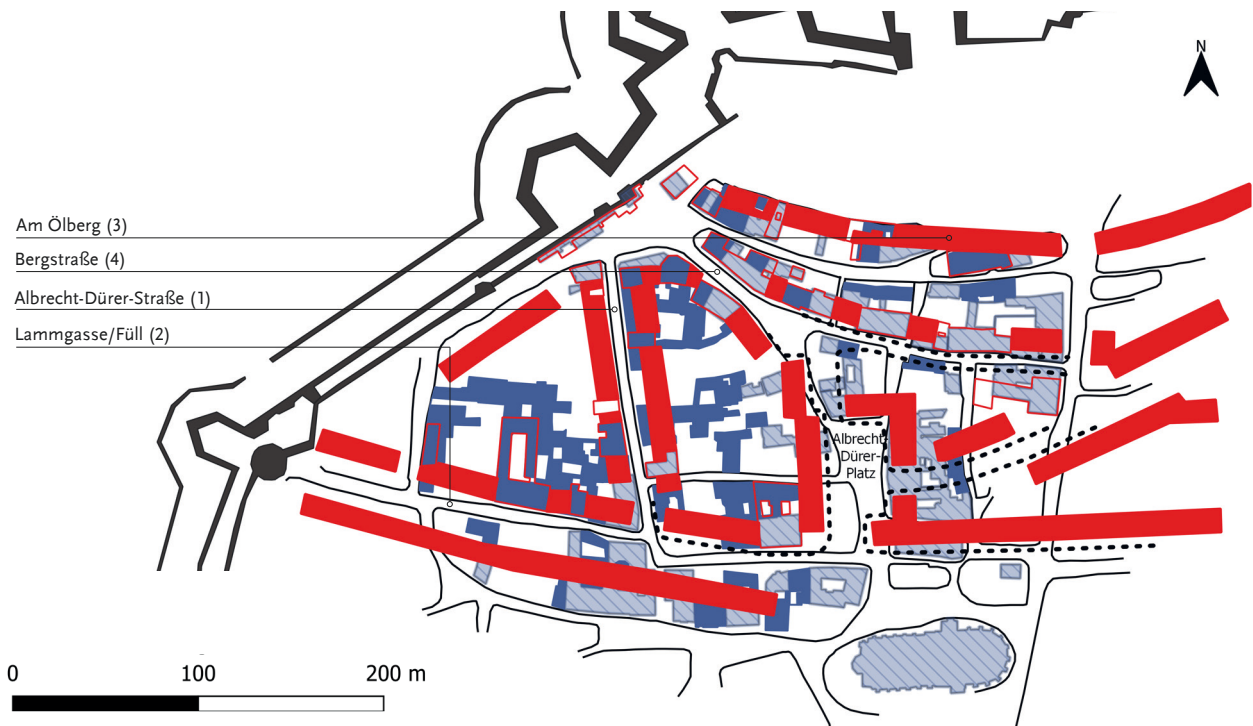 N
Am Ölberg (3)
Bergstraße (4)
Albrecht-Dürer-Straße (1)
Lammgasse/Füll (2)
Albrecht-
Dürer-
Platz
0 100 200 m